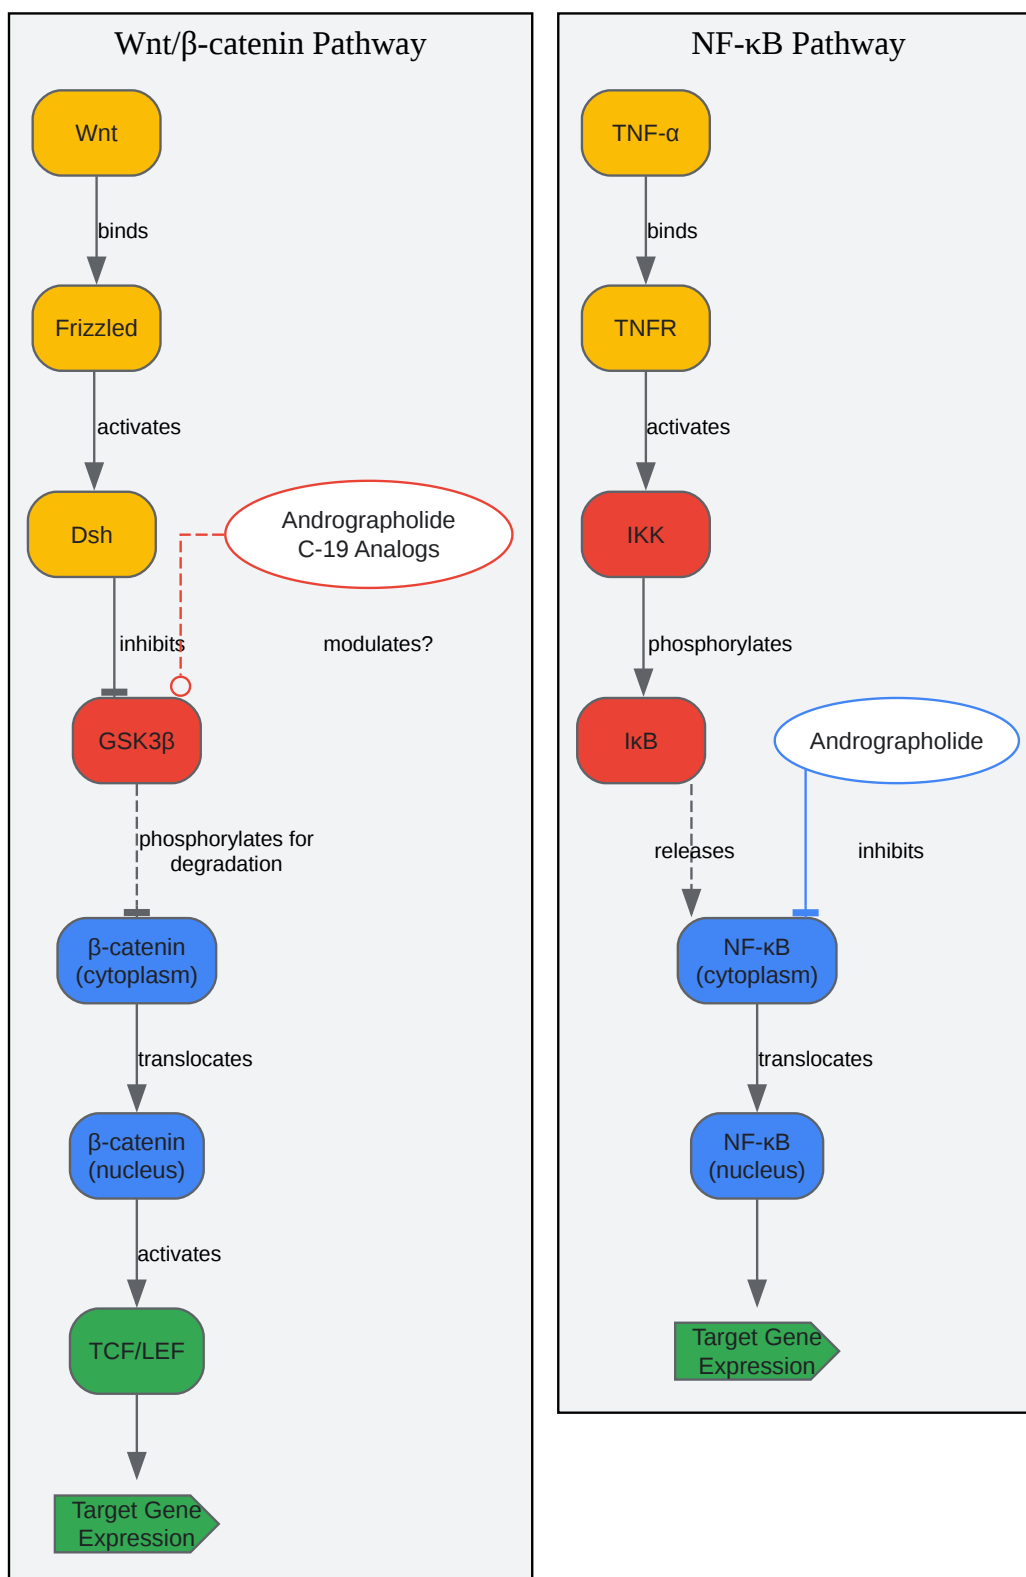 Wnt/β-catenin Pathway
Wnt
binds
Frizzled
activates
Dsh
Andrographolide
C-19 Analogs
inhibits
modulates?
GSK3β
phosphorylates for
degradation
β-catenin
(cytoplasm)
translocates
β-catenin
(nucleus)
activates
TCF/LEF
Target Gene
Expression
NF-κB Pathway
TNF-α
binds
TNFR
activates
IKK
phosphorylates
IκB
Andrographolide
releases
inhibits
NF-κB
(cytoplasm)
translocates
NF-κB
(nucleus)
Target Gene
Expression